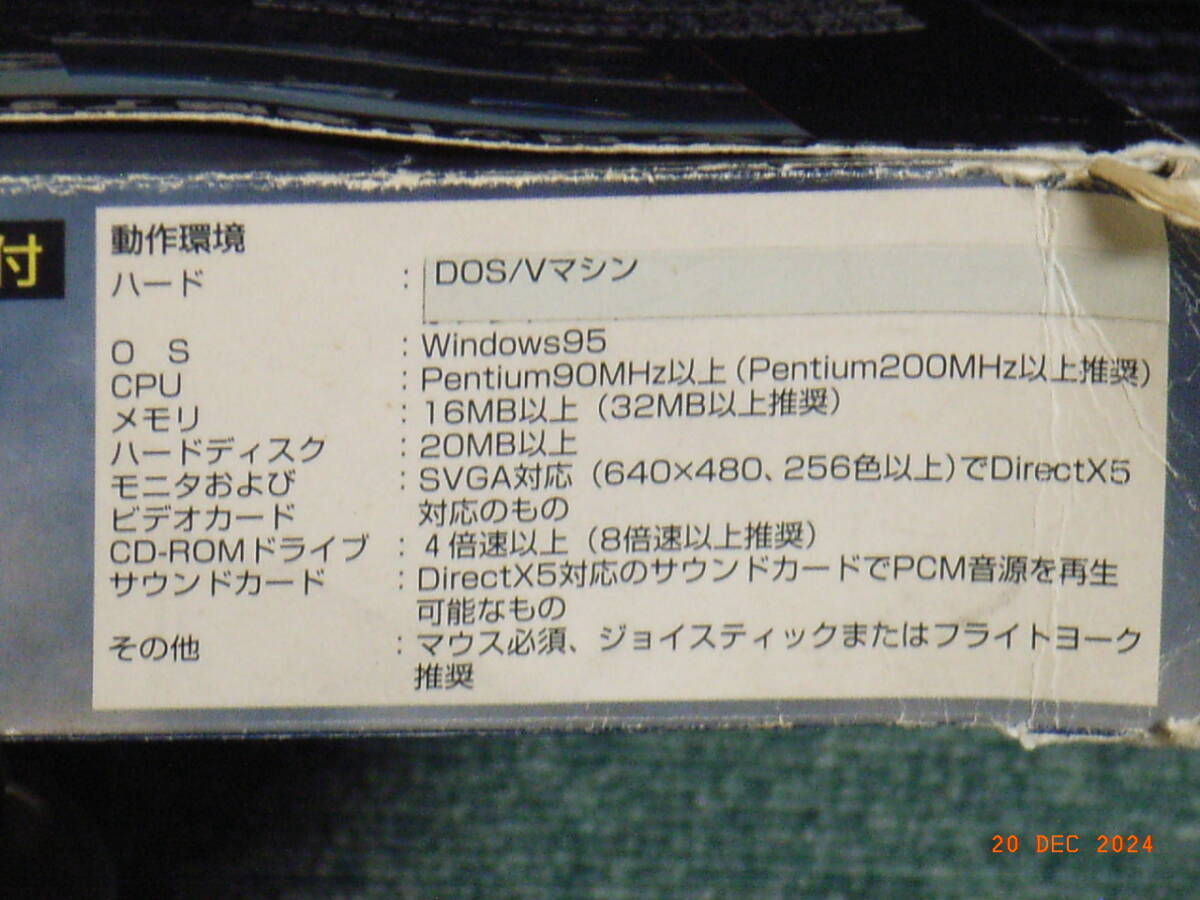 付
動作環境
ハード : DOS/Vマシン
O S : Windows95
CPU : Pentium90MHz以上(Pentium200MHz以上推奨)
メモリ : 16MB以上(32MB以上推奨)
ハードディスク : 20MB以上
モニタおよび : SVGA対応(640×480、256色以上)でDirectX5
ビデオカード 対応のもの
CD-ROMドライブ : 4倍速以上(8倍速以上推奨)
サウンドカード : DirectX5対応のサウンドカードでPCM音源を再生
可能なもの
その他 : マウス必須、ジョイスティックまたはフライトヨーク
推奨
20 DEC 2024